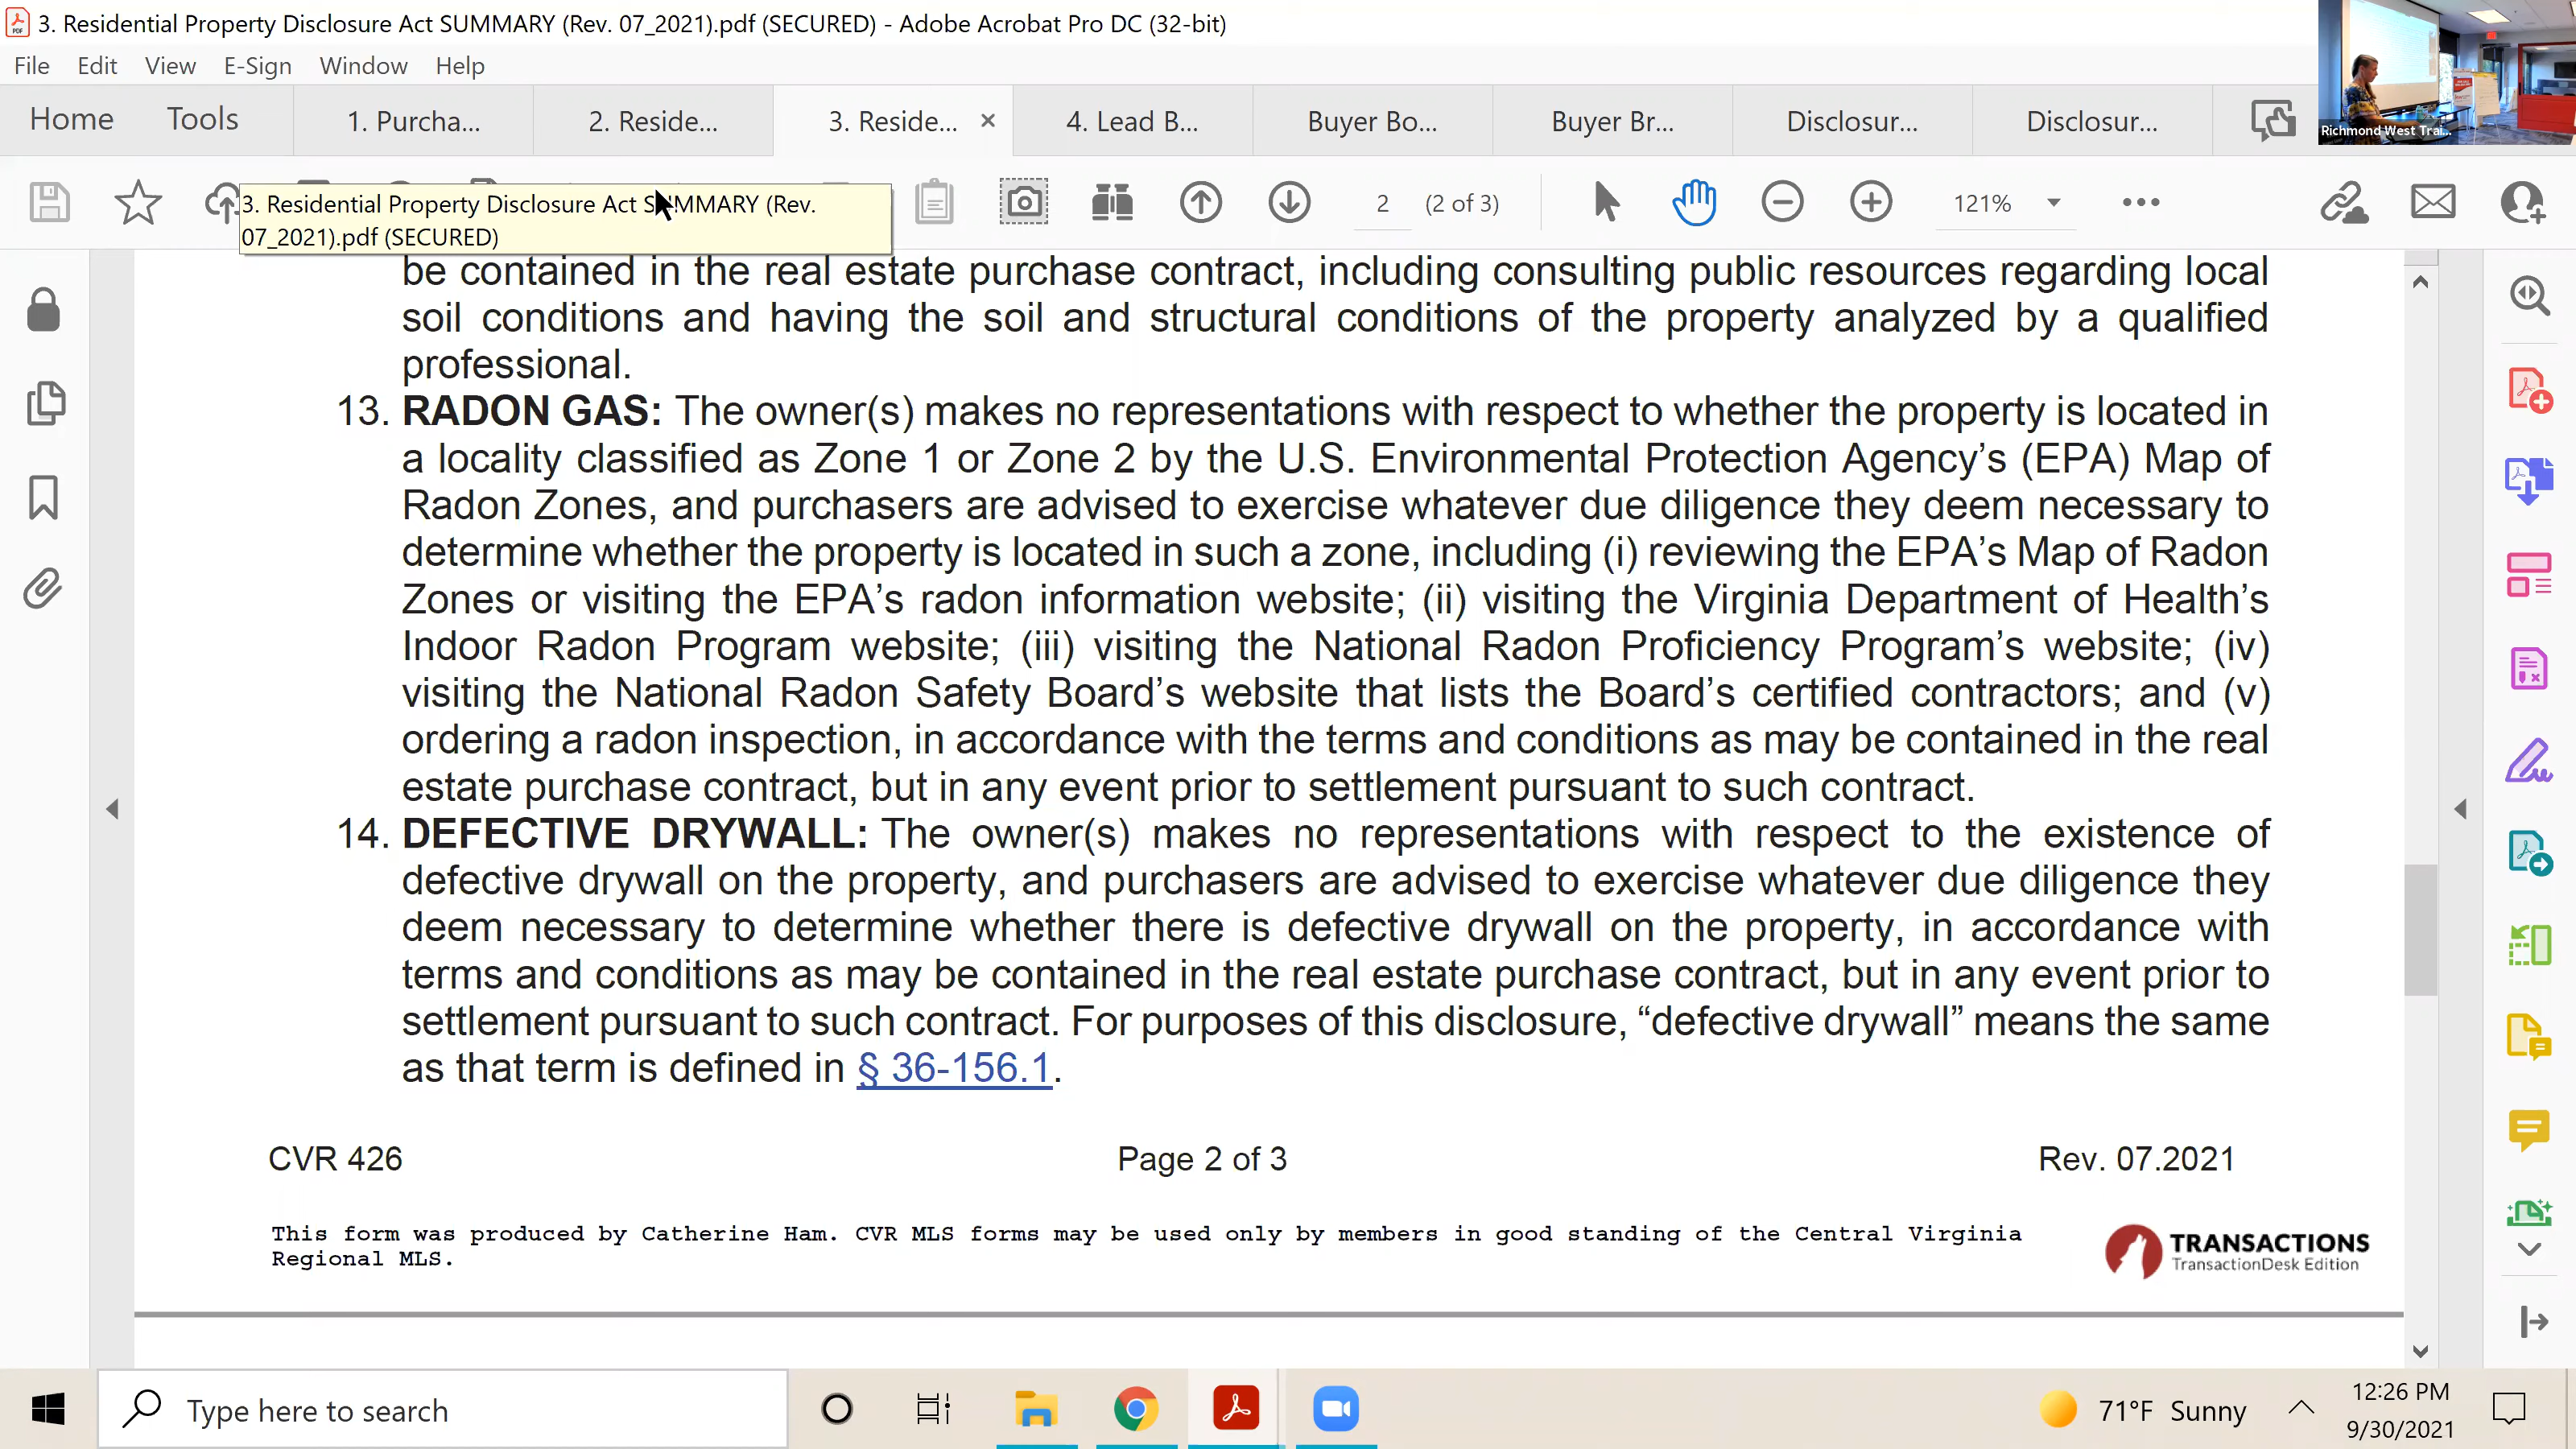 3. Residential Property Disclosure Act SUMMARY (Rev. 07_2021).pdf (SECURED) - Adobe Acrobat Pro DC (32-bit)
File Edit View E-Sign Window Help
Home Tools 1. Purcha... 2. Reside... 3. Reside... × 4. Lead B... Buyer Bo... Buyer Br... Disclosur... Disclosur...
Richmond West Trai...
2 (2 of 3) 121%
3. Residential Property Disclosure Act SUMMARY (Rev.
07_2021).pdf (SECURED)
be contained in the real estate purchase contract, including consulting public resources regarding local
soil conditions and having the soil and structural conditions of the property analyzed by a qualified
professional.
13. RADON GAS: The owner(s) makes no representations with respect to whether the property is located in
a locality classified as Zone 1 or Zone 2 by the U.S. Environmental Protection Agency's (EPA) Map of
Radon Zones, and purchasers are advised to exercise whatever due diligence they deem necessary to
determine whether the property is located in such a zone, including (i) reviewing the EPA's Map of Radon
Zones or visiting the EPA's radon information website; (ii) visiting the Virginia Department of Health's
Indoor Radon Program website; (iii) visiting the National Radon Proficiency Program's website; (iv)
visiting the National Radon Safety Board's website that lists the Board's certified contractors; and (v)
ordering a radon inspection, in accordance with the terms and conditions as may be contained in the real
estate purchase contract, but in any event prior to settlement pursuant to such contract.
14. DEFECTIVE DRYWALL: The owner(s) makes no representations with respect to the existence of
defective drywall on the property, and purchasers are advised to exercise whatever due diligence they
deem necessary to determine whether there is defective drywall on the property, in accordance with
terms and conditions as may be contained in the real estate purchase contract, but in any event prior to
settlement pursuant to such contract. For purposes of this disclosure, “defective drywall” means the same
as that term is defined in § 36-156.1.
CVR 426 Page 2 of 3 Rev. 07.2021
This form was produced by Catherine Ham. CVR MLS forms may be used only by members in good standing of the Central Virginia
Regional MLS.
TRANSACTIONS
TransactionDesk Edition
Type here to search
71°F Sunny
12:26 PM
9/30/2021